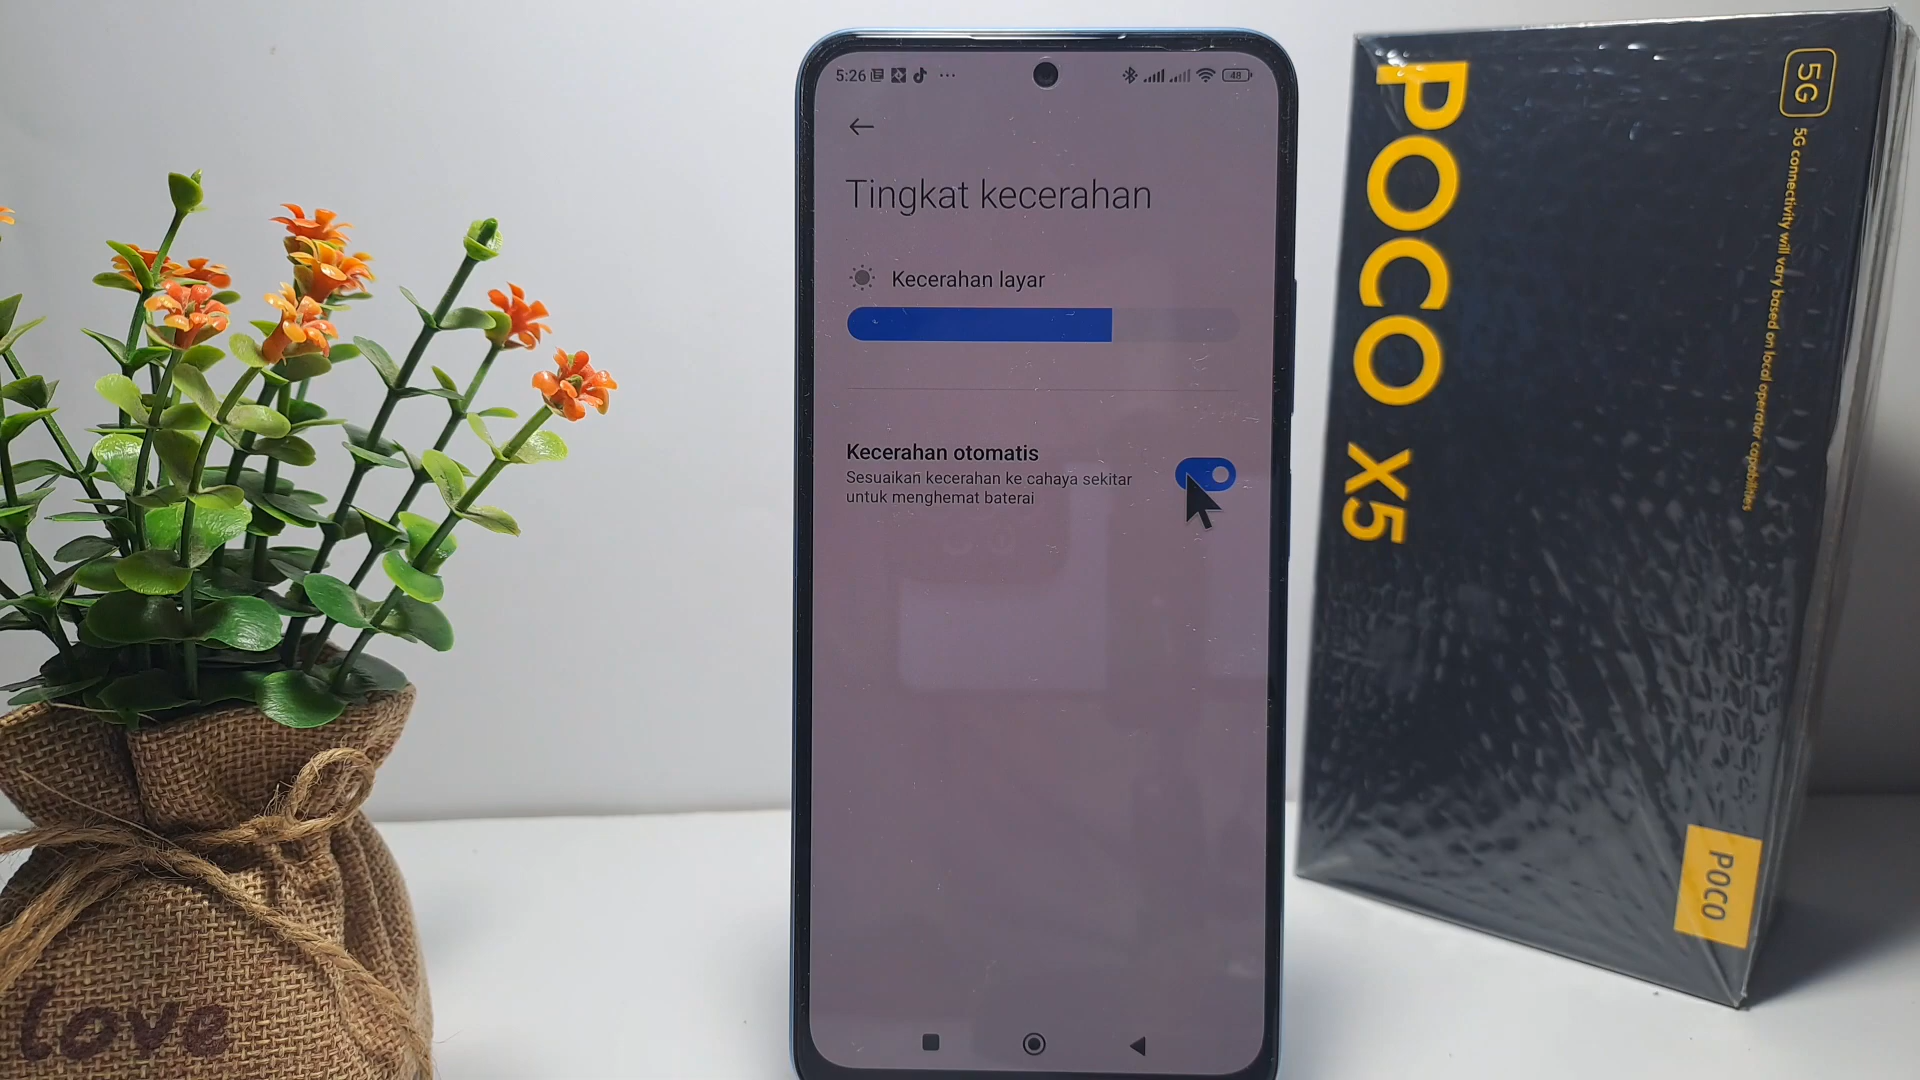 5:26
48
Tingkat kecerahan
Kecerahan layar
Kecerahan otomatis
Sesuaikan kecerahan ke cahaya sekitar
untuk menghemat baterai
POCO X5
5G
5G connectivity will vary based on local operator capabilities
POCO
love